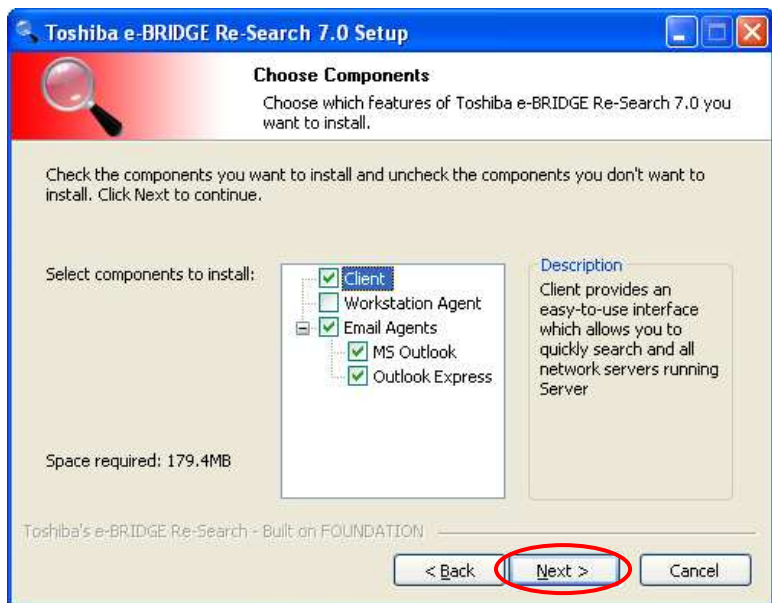 Toshiba e-BRIDGE Re-Search 7.0 Setup
Choose Components
Choose which features of Toshiba e-BRIDGE Re-Search 7.0 you
want to install.
Check the components you want to install and uncheck the components you don't want to
install. Click Next to continue.
Select components to install:
Client
Workstation Agent
Email Agents
MS Outlook
Outlook Express
Description
Client provides an
easy-to-use interface
which allows you to
quickly search and all
network servers running
Server
Space required: 179.4MB
Toshiba's e-BRIDGE Re-Search - Built on FOUNDATION
< Back
Next >
Cancel